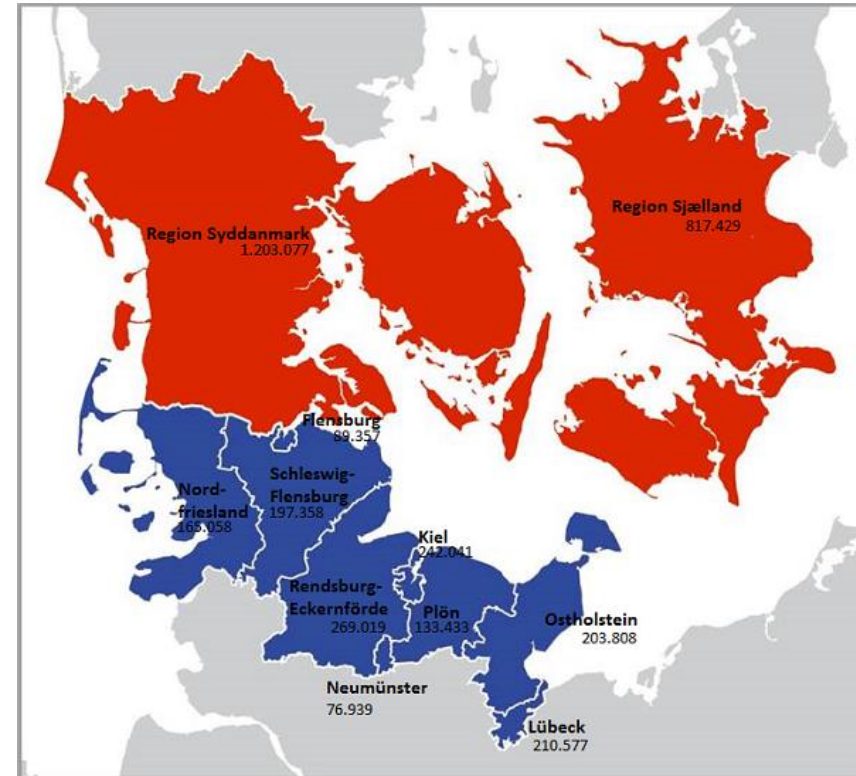 Region Sjælland
817.429
Region Syddanmark
1.203.077
Flensburg
89.357
Schleswig-
Flensburg
197.358
Nord-
friesland
165.058
Kiel
242.041
Rendsburg-
Eckernförde
269.019
Plön
133.433
Ostholstein
203.808
Neumünster
76.939
Lübeck
210.577